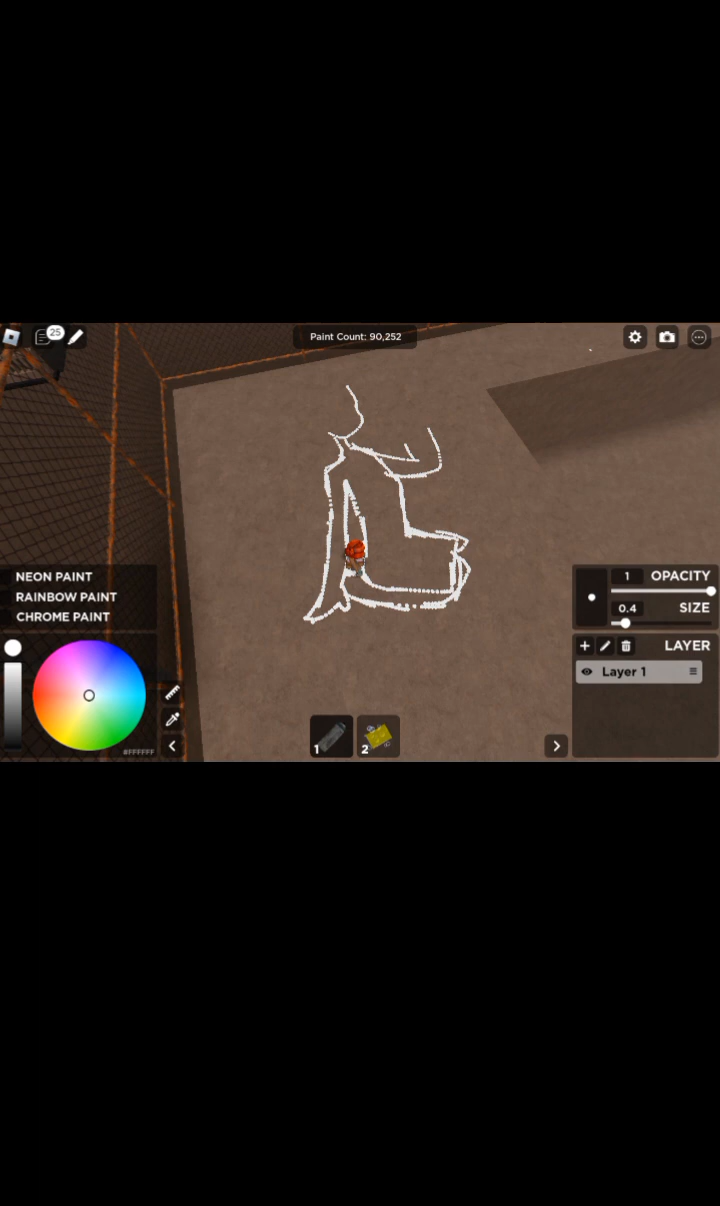 25
Paint Count: 90,252
NEON PAINT
RAINBOW PAINT
CHROME PAINT
#FFFFFF
1
2
1 OPACITY
0.4 SIZE
LAYER
Layer 1